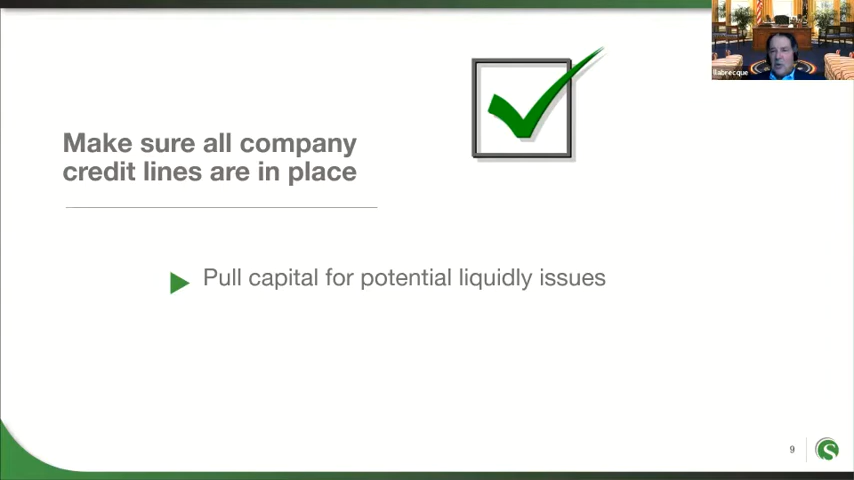 llabrecque
Make sure all company
credit lines are in place
Pull capital for potential liquidly issues
9
S